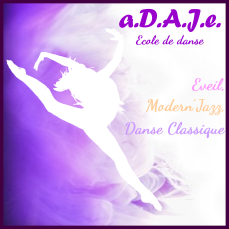 a.D.A.J.e.
Ecole de danse
Eveil,
Modern'Jazz,
Danse Classique